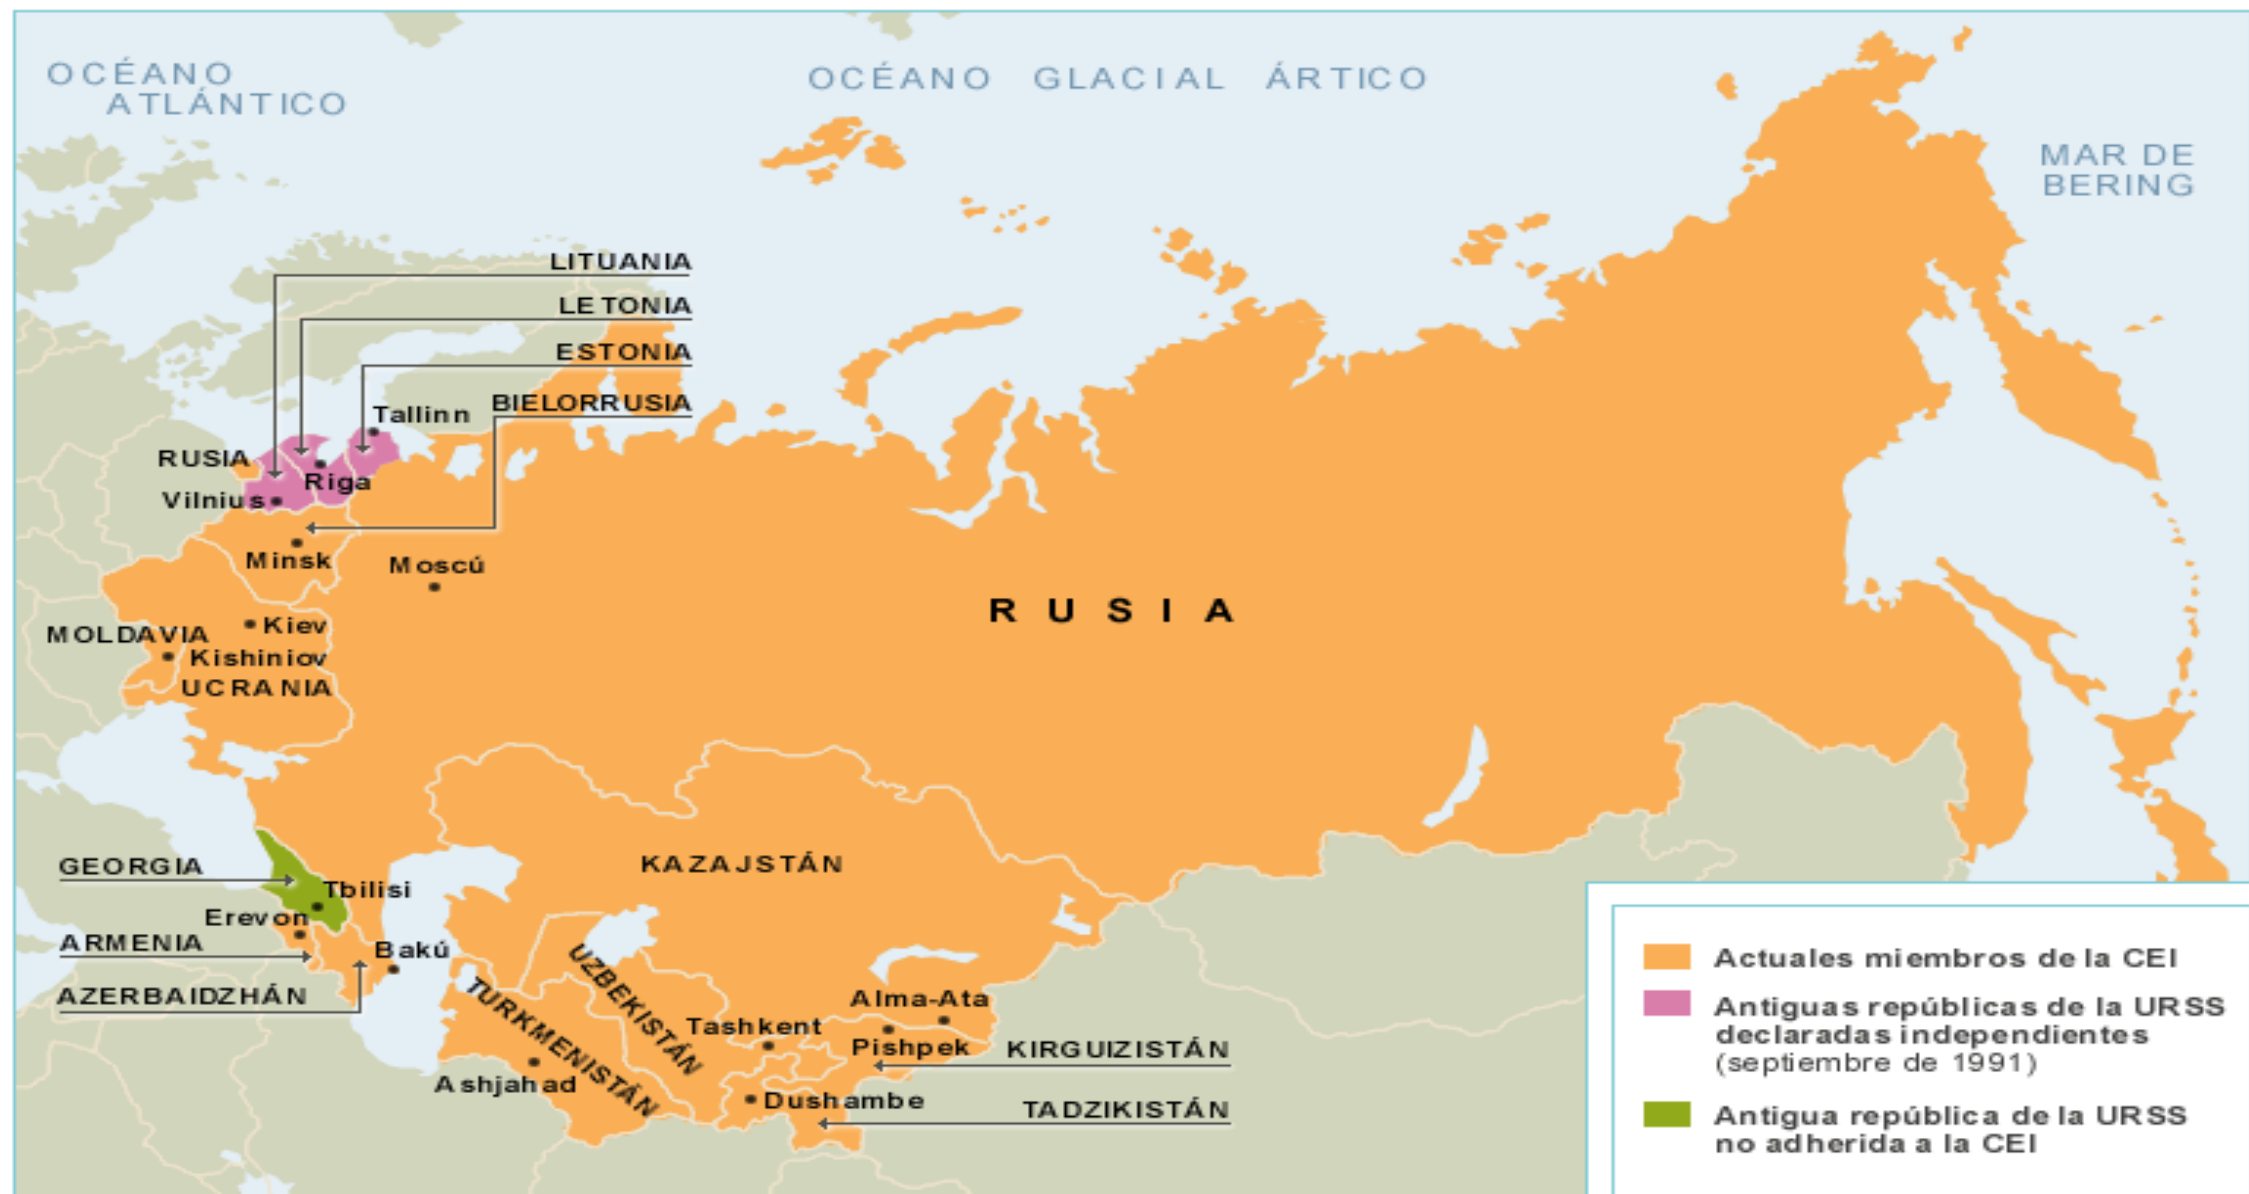 OCÉANO
ATLÁNTICO
OCÉANO GLACIAL ÁRTICO
MAR DE
BERING
LITUANIA
LETONIA
ESTONIA
BIELORRUSIA
Tallinn
RUSIA
Riga
Vilnius
Minsk
Moscú
RUSIA
Kiev
MOLDAVIA
Kishiniov
UCRANIA
KAZAJSTÁN
GEORGIA
Tbilisi
Erevon
ARMENIA
Bakú
AZERBAIDZHÁN
UZBEKISTÁN
TURKMENISTÁN
Alma-Ata
Tashkent
Pishpek
KIRGUIZISTÁN
Ashjahad
Dushambe
TADZIKISTÁN
Actuales miembros de la CEI
Antiguas repúblicas de la URSS
declaradas independientes
(septiembre de 1991)
Antigua república de la URSS
no adherida a la CEI